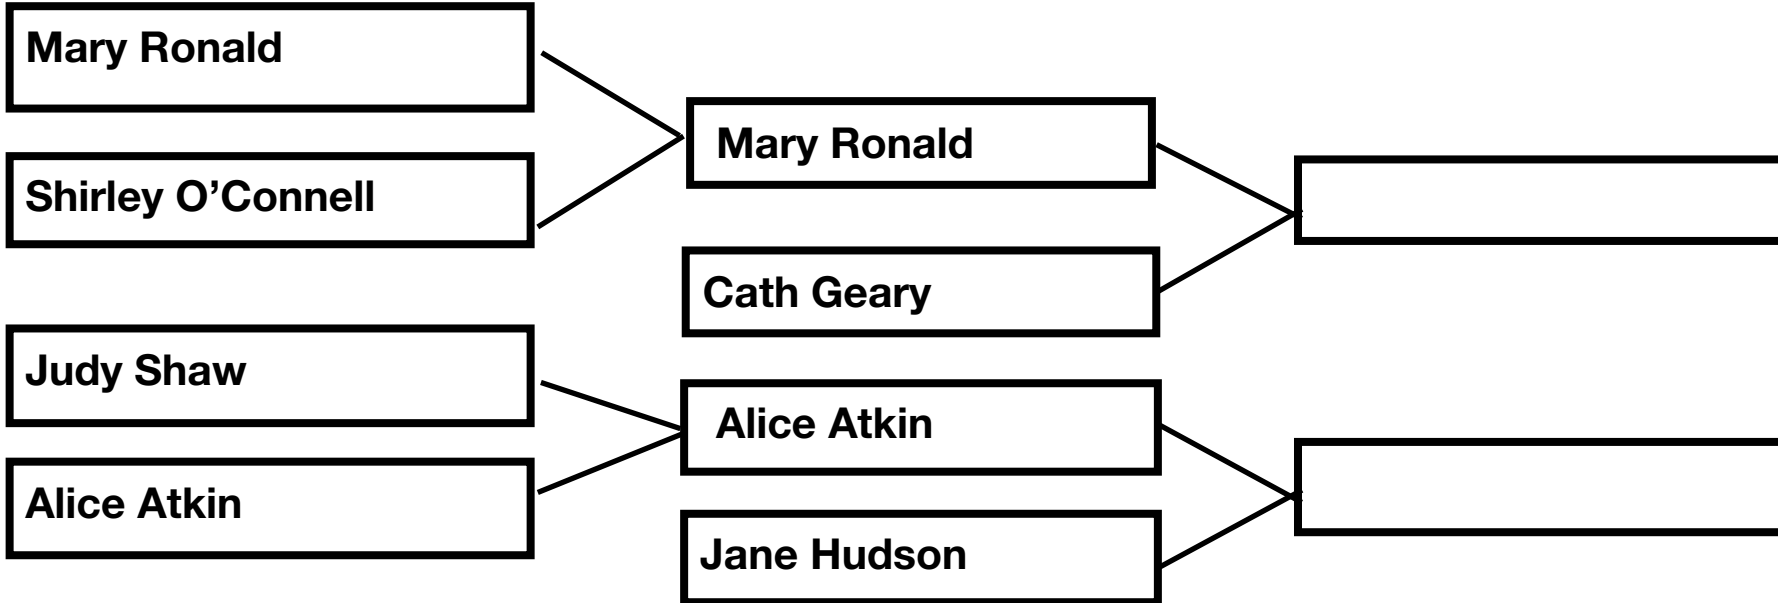 Mary Ronald
Shirley O’Connell
Judy Shaw
Alice Atkin
Mary Ronald
Cath Geary
Alice Atkin
Jane Hudson